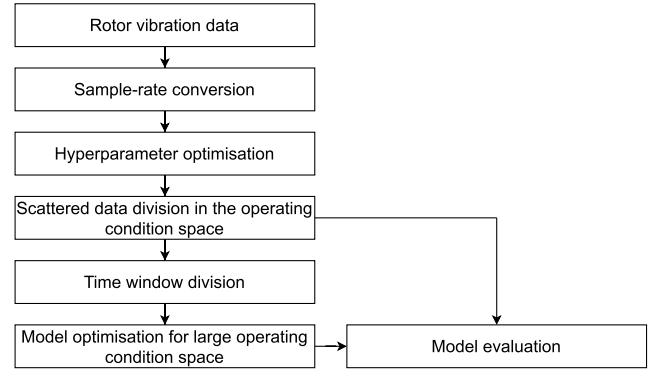 Rotor vibration data
Sample-rate conversion
Hyperparameter optimisation
Scattered data division in the operating
condition space
Time window division
Model optimisation for large operating
condition space
Model evaluation